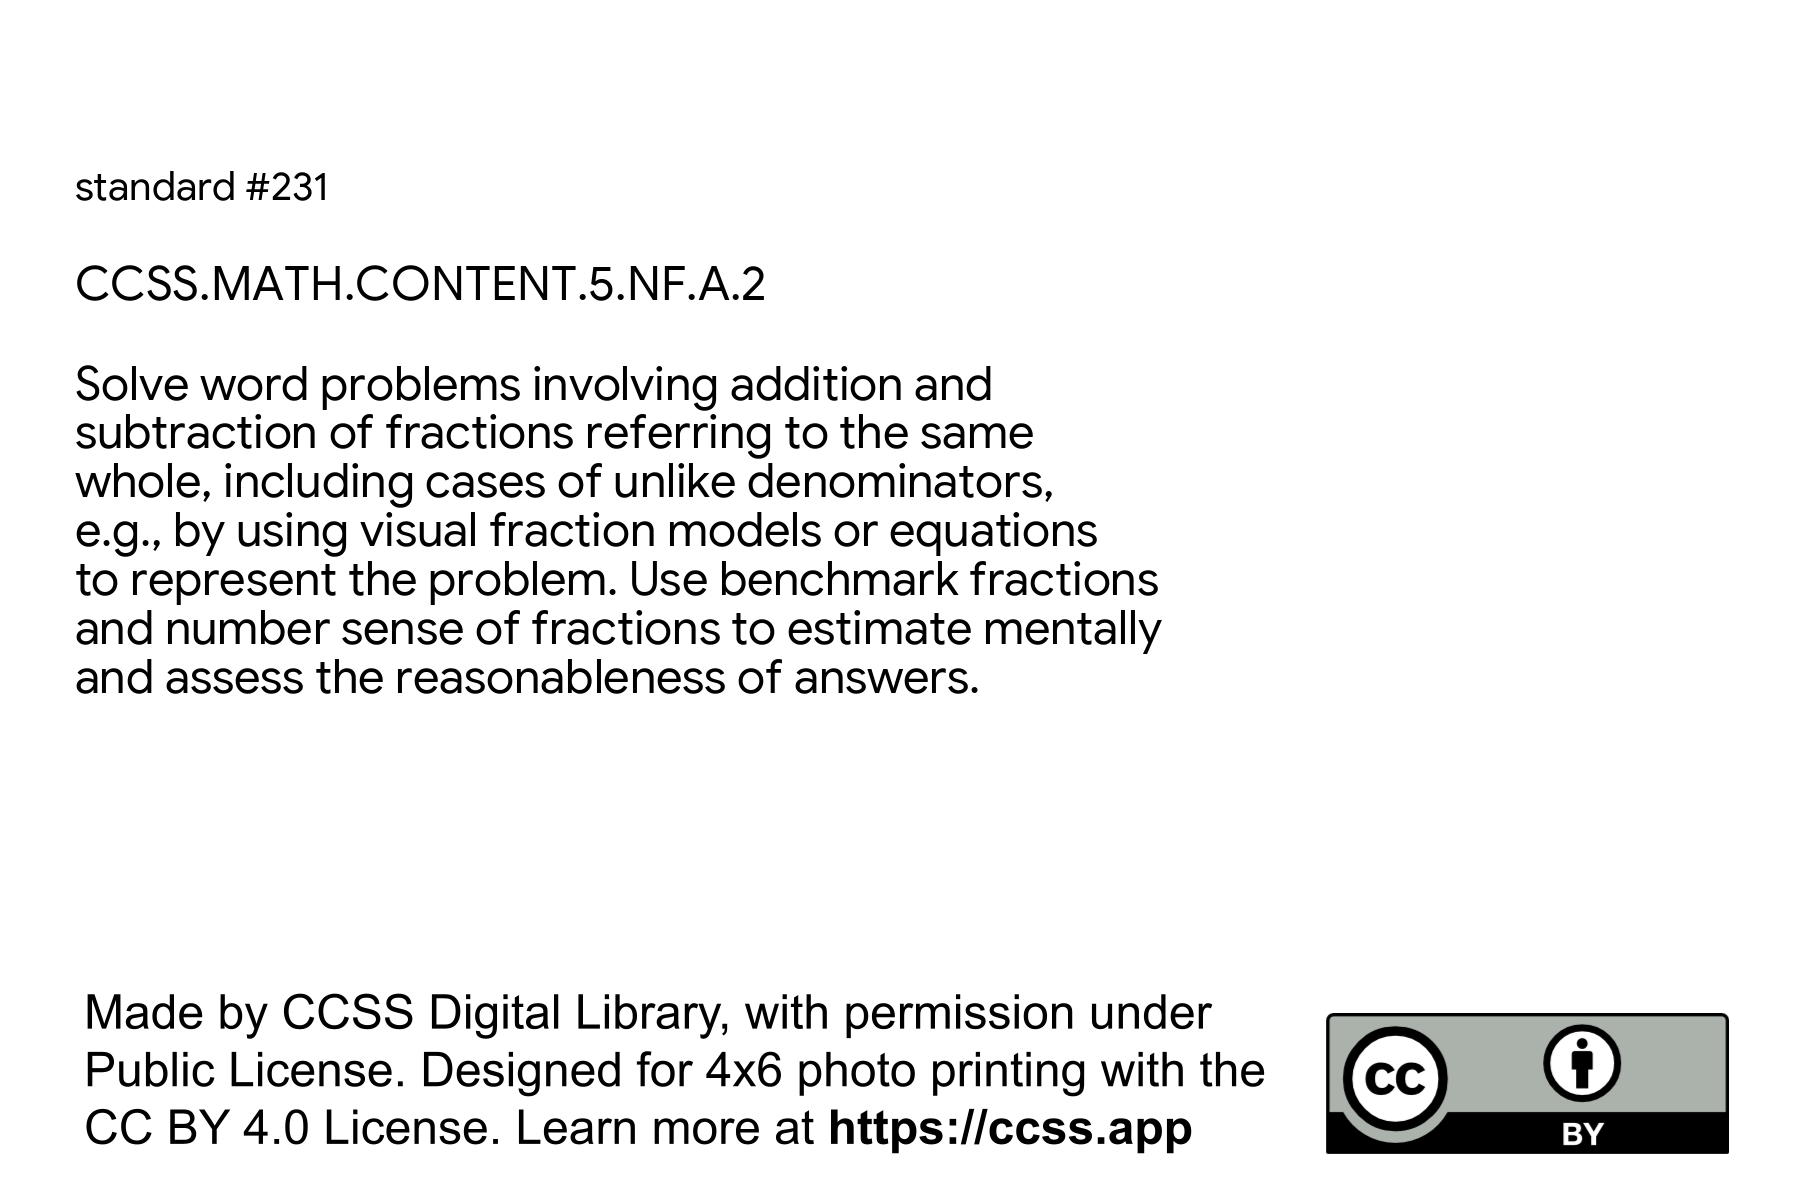 standard #231
CCSS.MATH.CONTENT.5.NF.A.2
Solve word problems involving addition and
subtraction of fractions referring to the same
whole, including cases of unlike denominators,
e.g., by using visual fraction models or equations
to represent the problem. Use benchmark fractions
and number sense of fractions to estimate mentally
and assess the reasonableness of answers.
Made by CCSS Digital Library, with permission under
Public License. Designed for 4x6 photo printing with the
CC BY 4.0 License. Learn more at https://ccss.app
CC
BY